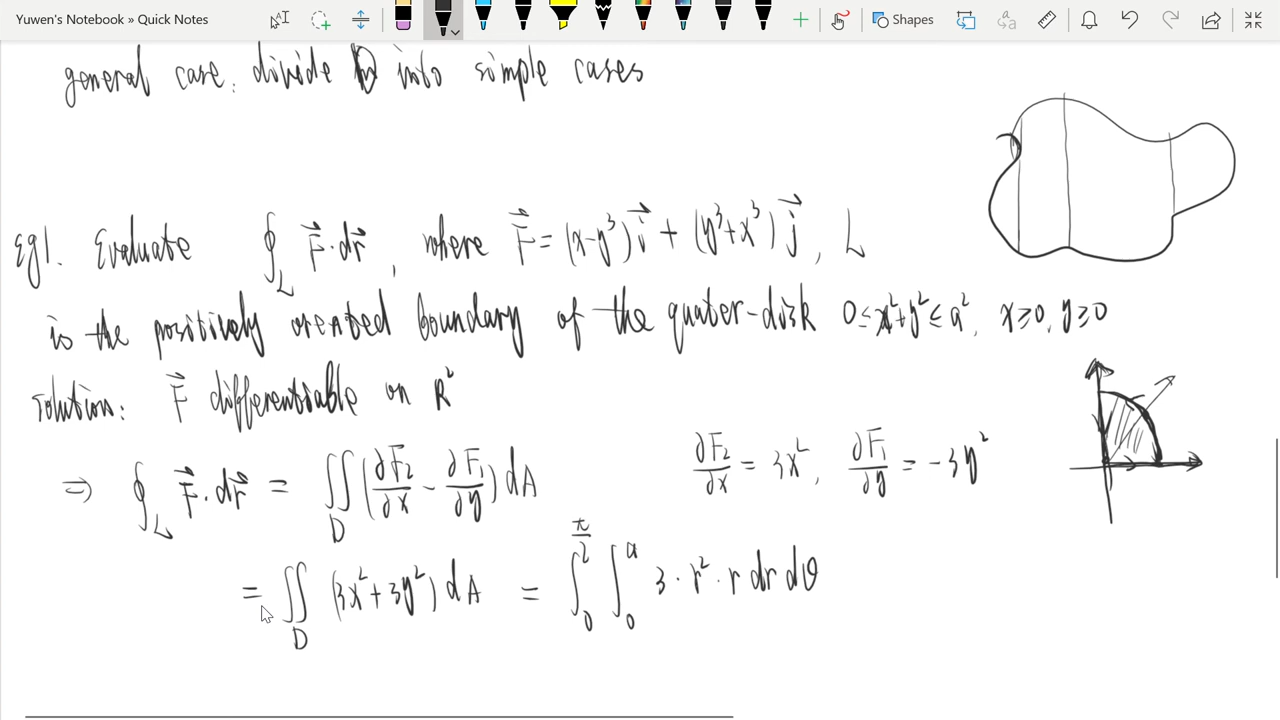 Yuwen's Notebook » Quick Notes
Shapes
general case: divide D into simple cases
Eg1. Evaluate ∮_L F⃗·dr⃗, where F⃗ = (x-y³) i⃗ + (y³+x³) j⃗, L
is the positively oriented boundary of the quater-disk 0≤x²+y²≤a², x≥0, y≥0
solution: F⃗ differentiable on R²
⇒ ∮_L F⃗·dr⃗ = ∬_D (∂F₂/∂x - ∂F₁/∂y) dA
∂F₂/∂x = 3x², ∂F₁/∂y = -3y²
= ∬_D (3x²+3y²) dA = ∫₀^{π/2} ∫₀^a 3·r²·r dr dθ